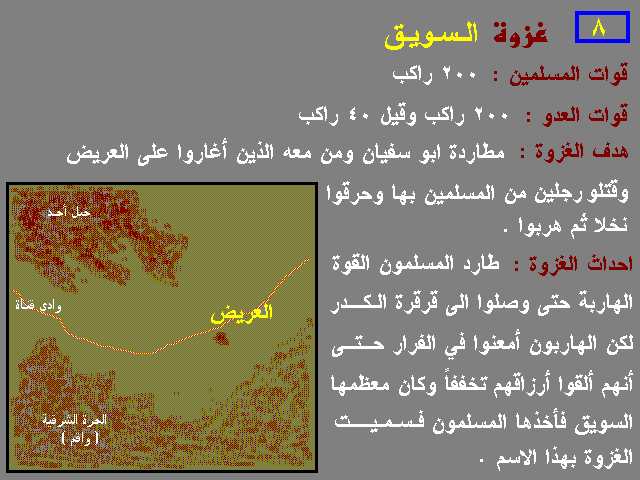 ٨
غزوة السويق
قوات المسلمين : ٢٠٠ راكب
قوات العدو : ٢٠٠ راكب وقيل ٤٠ راكب
هدف الغزوة : مطاردة ابو سفيان ومن معه الذين أغاروا على العريض
وقتلو رجلين من المسلمين بها وحرقوا
نخلا ثم هربوا .
احداث الغزوة : طارد المسلمون القوة
الهاربة حتى وصلوا الى قرقرة الكدر
لكن الهاربون أمعنوا في الفرار حتى
أنهم ألقوا أرزاقهم تخففاً وكان معظمها
السويق فأخذها المسلمون فسميت
الغزوة بهذا الاسم .
جبل أحد
وادي قناة
العريض
الحرة الشرقية
( واقم )